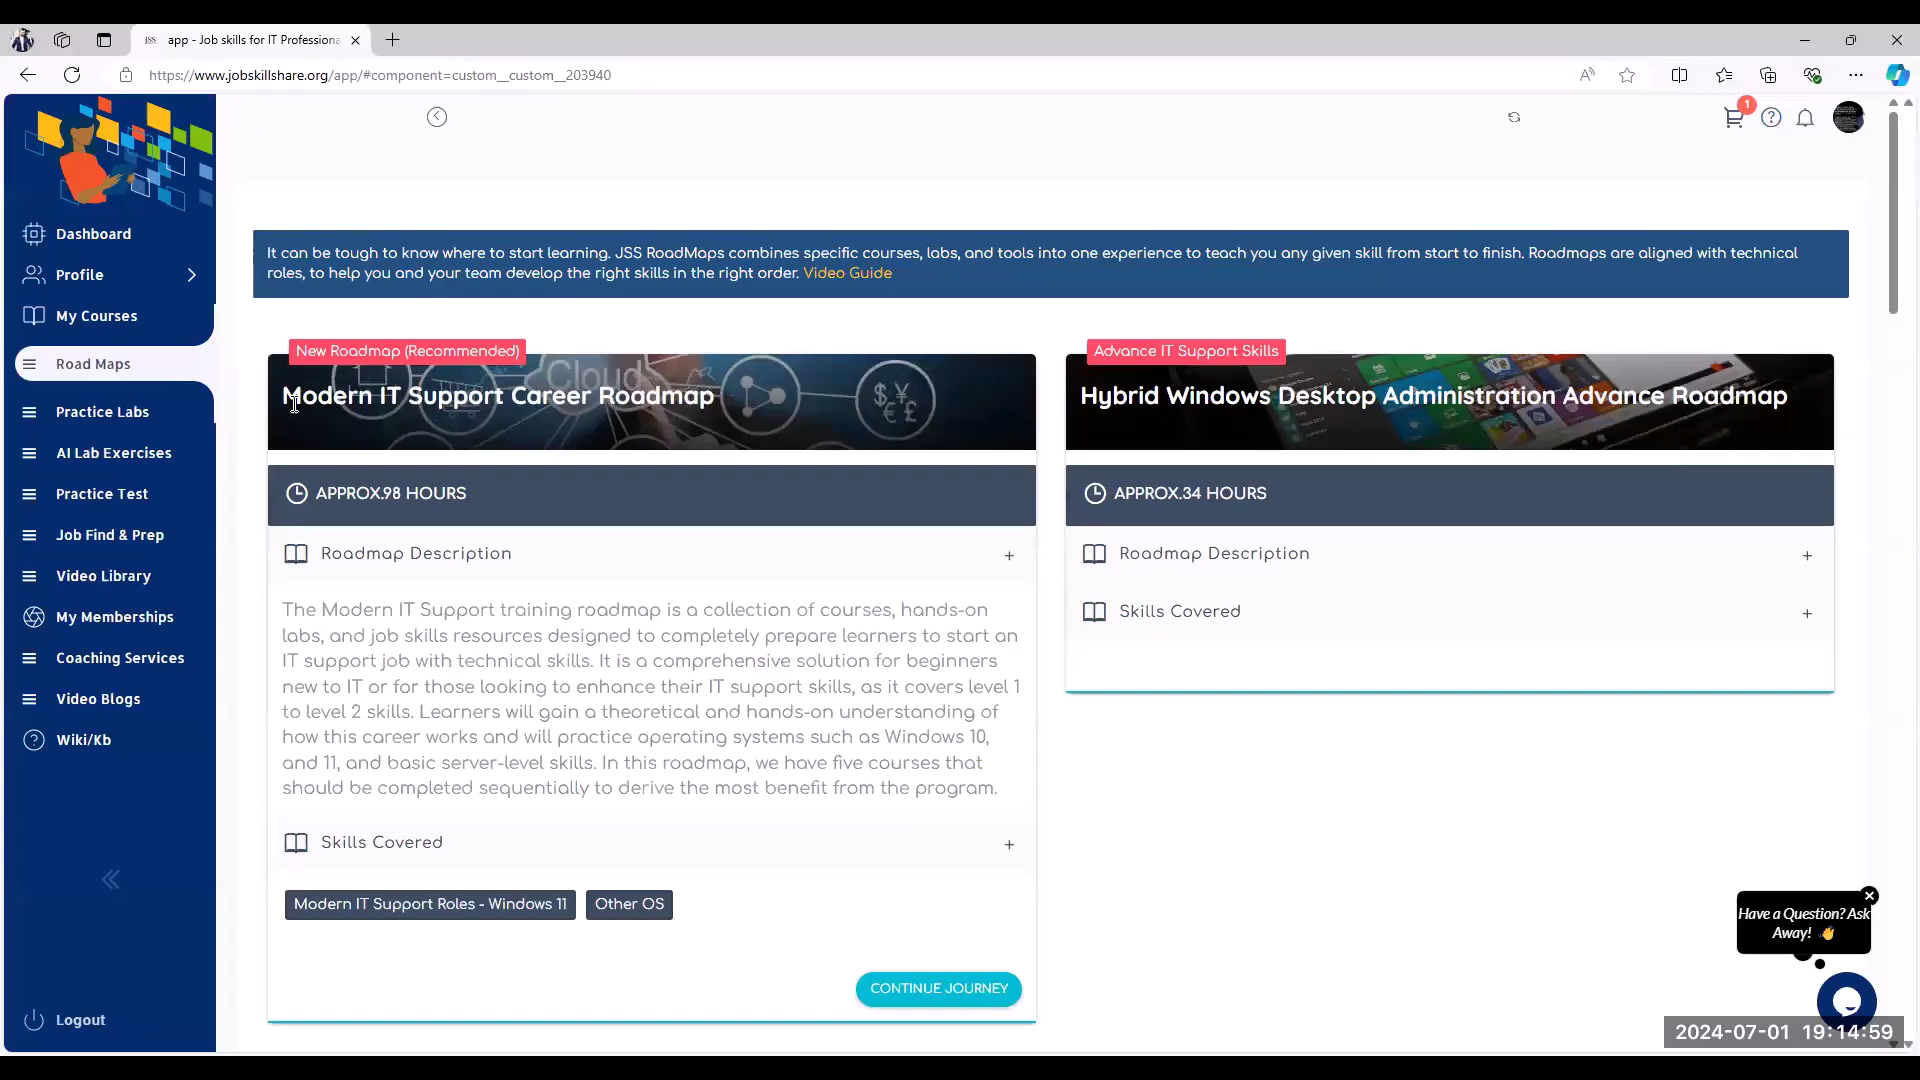 app - Job skills for IT Professiona
https://www.jobskillshare.org/app/#component=custom__custom__203940
1
Dashboard
Profile
My Courses
Road Maps
Practice Labs
AI Lab Exercises
Practice Test
Job Find & Prep
Video Library
My Memberships
Coaching Services
Video Blogs
Wiki/Kb
Logout
It can be tough to know where to start learning. JSS RoadMaps combines specific courses, labs, and tools into one experience to teach you any given skill from start to finish. Roadmaps are aligned with technical
roles, to help you and your team develop the right skills in the right order. Video Guide
New Roadmap (Recommended)
Cloud
Modern IT Support Career Roadmap
APPROX.98 HOURS
Roadmap Description +
The Modern IT Support training roadmap is a collection of courses, hands-on
labs, and job skills resources designed to completely prepare learners to start an
IT support job with technical skills. It is a comprehensive solution for beginners
new to IT or for those looking to enhance their IT support skills, as it covers level 1
to level 2 skills. Learners will gain a theoretical and hands-on understanding of
how this career works and will practice operating systems such as Windows 10,
and 11, and basic server-level skills. In this roadmap, we have five courses that
should be completed sequentially to derive the most benefit from the program.
Skills Covered +
Modern IT Support Roles - Windows 11 Other OS
CONTINUE JOURNEY
Advance IT Support Skills
Hybrid Windows Desktop Administration Advance Roadmap
APPROX.34 HOURS
Roadmap Description +
Skills Covered +
Have a Question? Ask
Away! 👋
2024-07-01 19:14:59